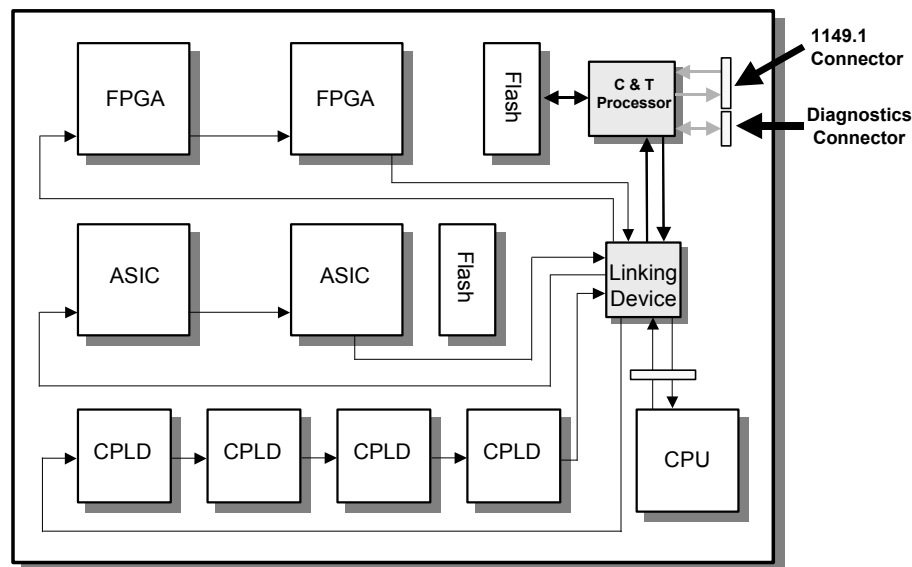 FPGA
FPGA
Flash
C & T
Processor
1149.1
Connector
Diagnostics
Connector
ASIC
ASIC
Flash
Linking
Device
CPLD
CPLD
CPLD
CPLD
CPU